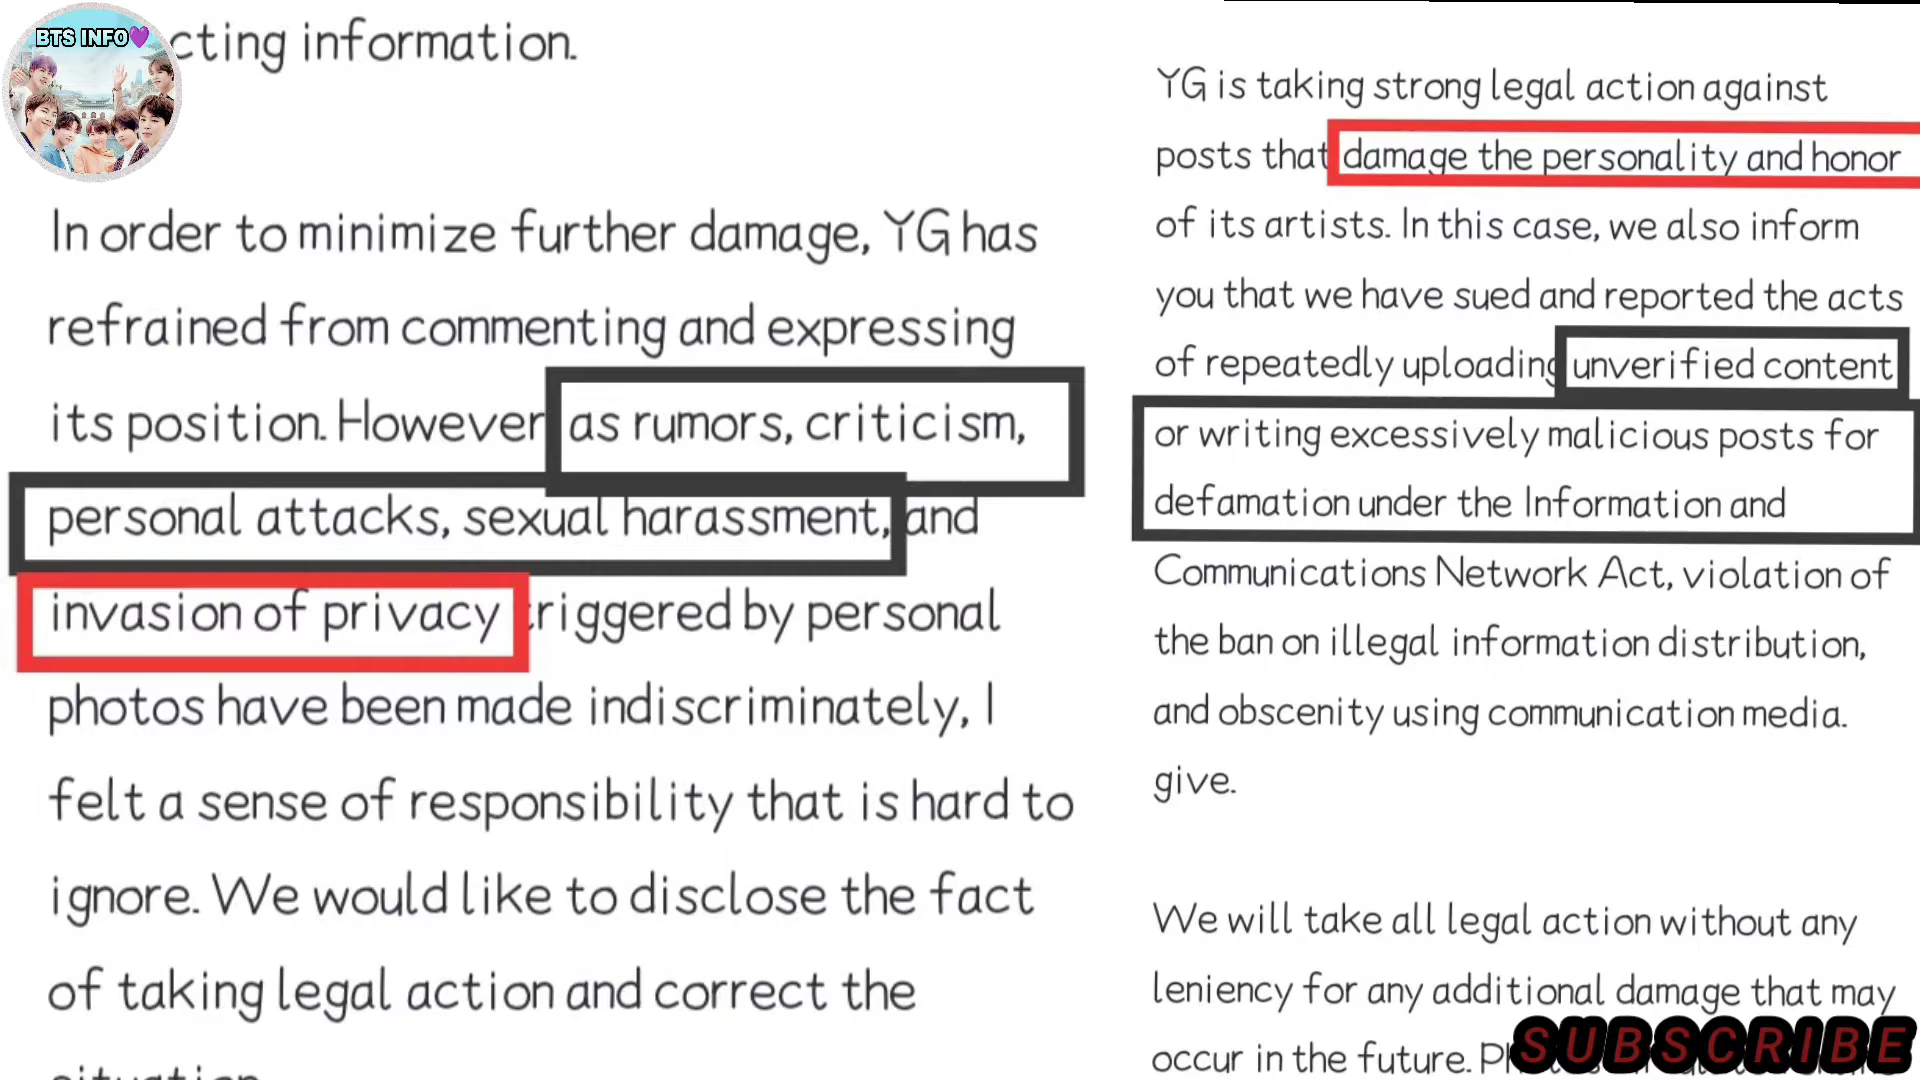 BTS INFO💜
cting information.
In order to minimize further damage, YG has
refrained from commenting and expressing
its position. However as rumors, criticism,
personal attacks, sexual harassment, and
invasion of privacy triggered by personal
photos have been made indiscriminately, I
felt a sense of responsibility that is hard to
ignore. We would like to disclose the fact
of taking legal action and correct the
situation
YG is taking strong legal action against
posts that damage the personality and honor
of its artists. In this case, we also inform
you that we have sued and reported the acts
of repeatedly uploading unverified content
or writing excessively malicious posts for
defamation under the Information and
Communications Network Act, violation of
the ban on illegal information distribution,
and obscenity using communication media.
give.
We will take all legal action without any
leniency for any additional damage that may
occur in the future.
SUBSCRIBE